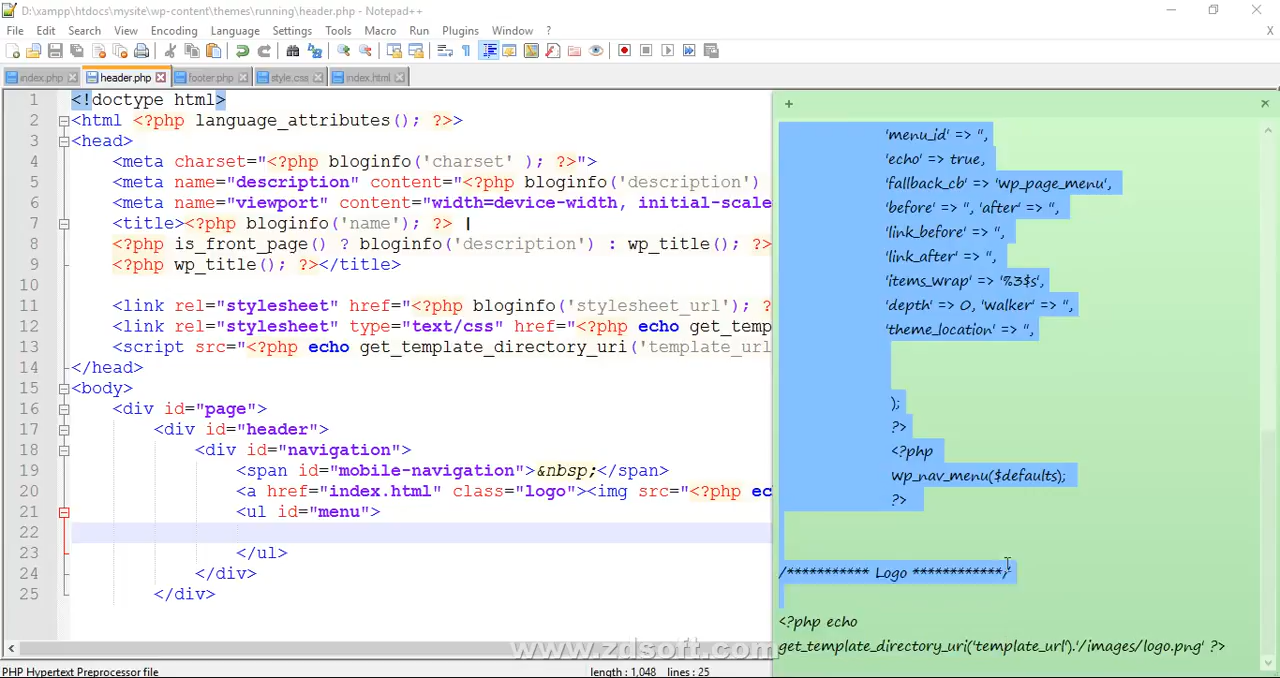 D:\xampp\htdocs\mysite\wp-content\themes\running\header.php - Notepad++
File Edit Search View Encoding Language Settings Tools Macro Run Plugins Window ?
X
index.php header.php footer.php style.css index.html
1 <!doctype html>
2 <html <?php language_attributes(); ?>>
3 <head>
4 <meta charset="<?php bloginfo('charset' ); ?>">
5 <meta name="description" content="<?php bloginfo('description')
6 <meta name="viewport" content="width=device-width, initial-scale
7 <title><?php bloginfo('name'); ?> |
8 <?php is_front_page() ? bloginfo('description') : wp_title(); ?>
9 <?php wp_title(); ?></title>
10
11 <link rel="stylesheet" href="<?php bloginfo('stylesheet_url'); ?
12 <link rel="stylesheet" type="text/css" href="<?php echo get_temp
13 <script src="<?php echo get_template_directory_uri('template_url
14 </head>
15 <body>
16 <div id="page">
17 <div id="header">
18 <div id="navigation">
19 <span id="mobile-navigation">&nbsp;</span>
20 <a href="index.html" class="logo"><img src="<?php ec
21 <ul id="menu">
22
23 </ul>
24 </div>
25 </div>
+
'menu_id' => '',
'echo' => true,
'fallback_cb' => 'wp_page_menu',
'before' => '', 'after' => '',
'link_before' => '',
'link_after' => '',
'items_wrap' => '%3$s',
'depth' => 0, 'walker' => '',
'theme_location' => '',
);
?>
<?php
wp_nav_menu($defaults);
?>
/*********** Logo ************/
<?php echo
get_template_directory_uri('template_url').'/images/logo.png' ?>
www.zdsoft.com
PHP Hypertext Preprocessor file length : 1,048 lines : 25